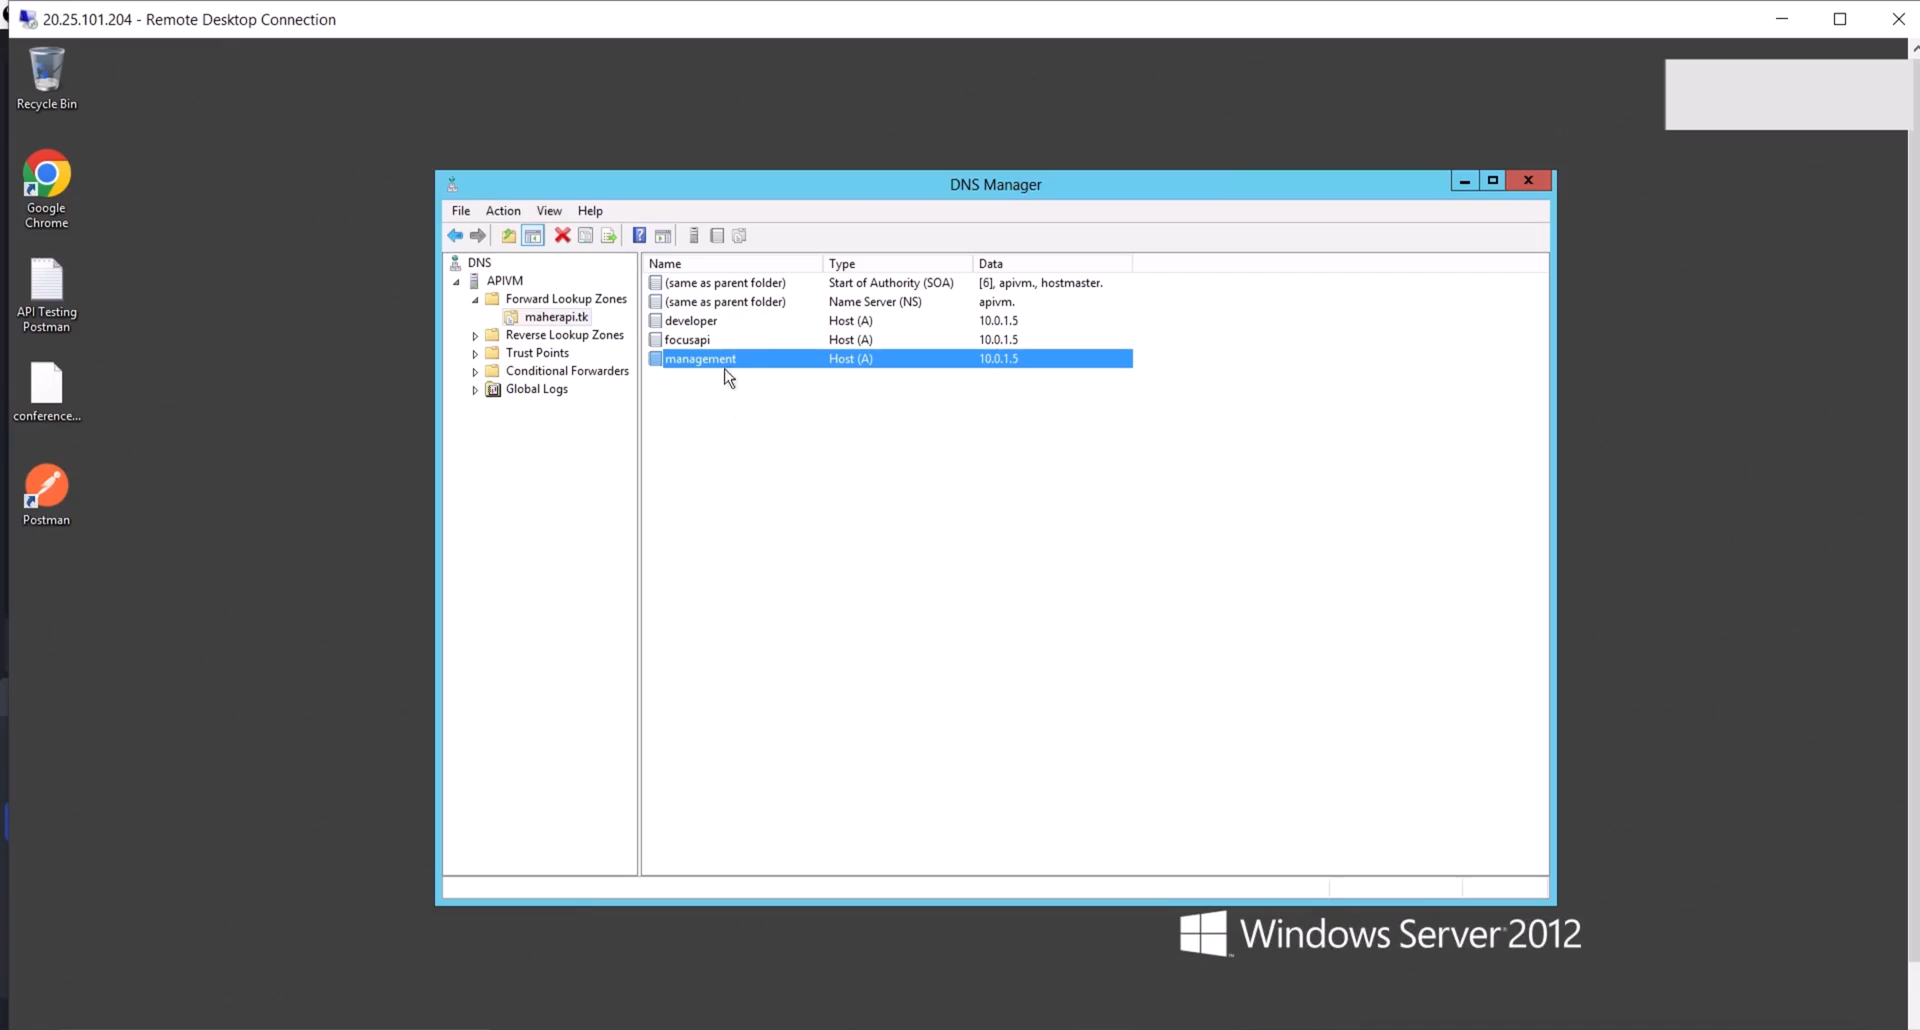 20.25.101.204 - Remote Desktop Connection
Recycle Bin
Google
Chrome
API Testing
Postman
conference...
Postman
DNS Manager
File Action View Help
DNS
APIVM
Forward Lookup Zones
maherapi.tk
Reverse Lookup Zones
Trust Points
Conditional Forwarders
Global Logs
Name Type Data
(same as parent folder) Start of Authority (SOA) [6], apivm., hostmaster.
(same as parent folder) Name Server (NS) apivm.
developer Host (A) 10.0.1.5
focusapi Host (A) 10.0.1.5
management Host (A) 10.0.1.5
Windows Server 2012